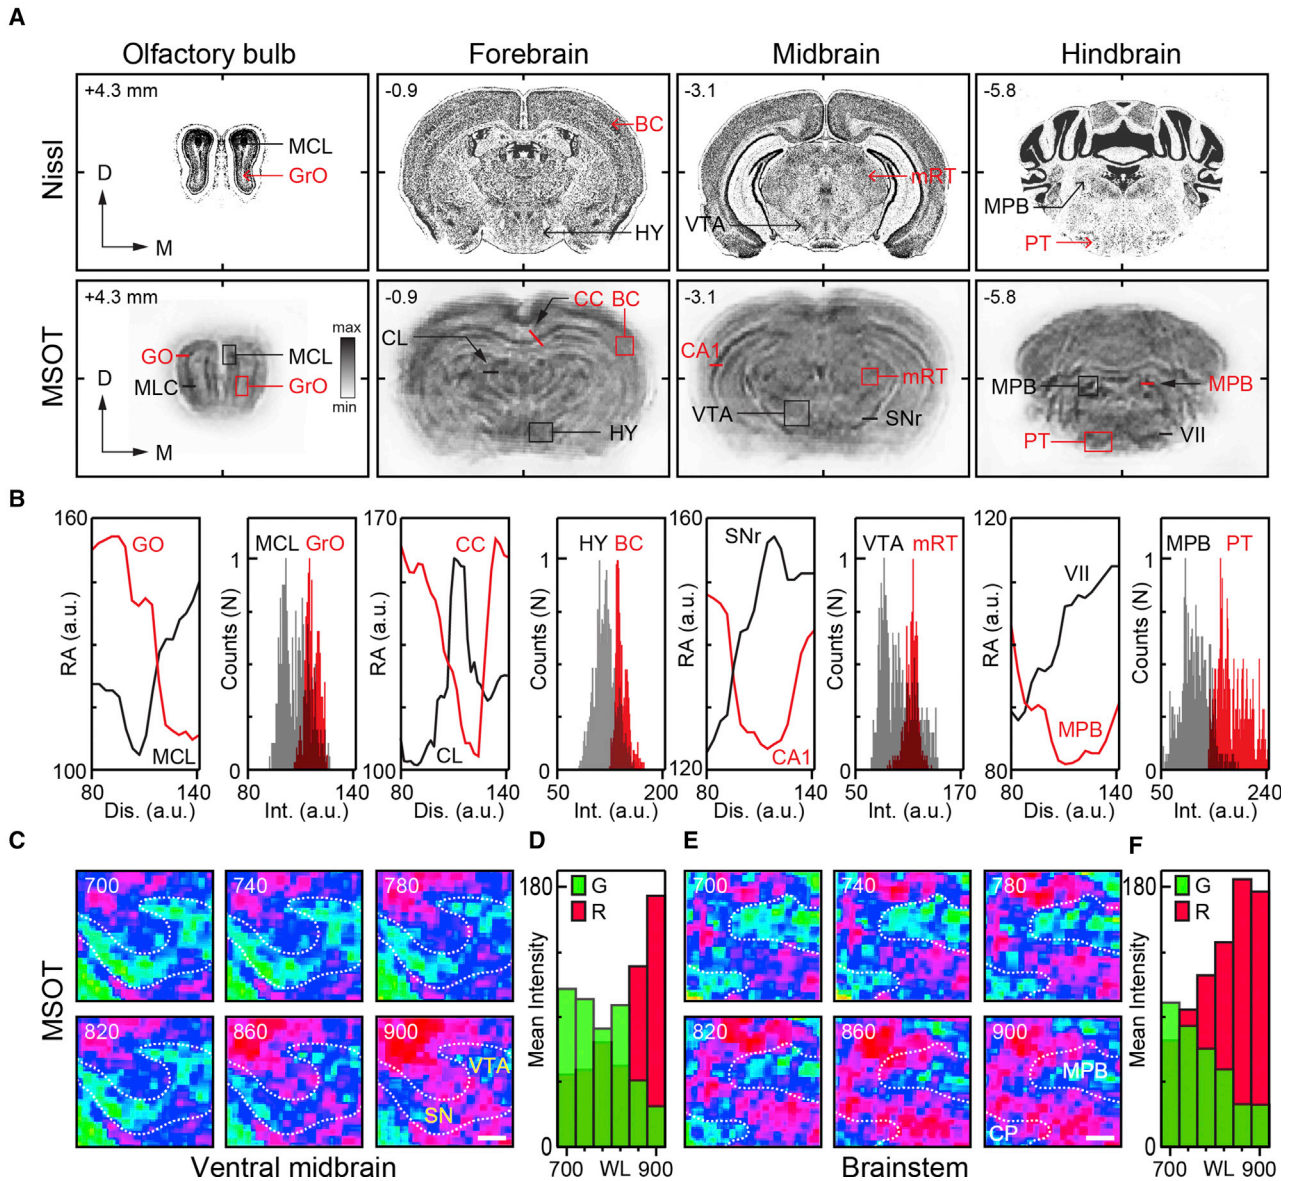 A
Olfactory bulb
Forebrain
Midbrain
Hindbrain
Nissl
+4.3 mm
MCL
GrO
D
M
-0.9
BC
HY
-3.1
mRT
VTA
-5.8
MPB
PT
MSOT
+4.3 mm
GO
MCL
MLC
GrO
max
min
D
M
-0.9
CC BC
CL
HY
-3.1
CA1
mRT
VTA
SNr
-5.8
MPB
MPB
PT
VII
B
160
GO
RA (a.u.)
MCL
100
80 140
Dis. (a.u.)
MCL GrO
1
Counts (N)
0
40 140
Int. (a.u.)
170
CC
RA (a.u.)
CL
100
80 140
Dis. (a.u.)
HY BC
1
Counts (N)
0
50 200
Int. (a.u.)
160
SNr
RA (a.u.)
CA1
120
80 140
Dis. (a.u.)
VTA mRT
1
Counts (N)
0
50 170
Int. (a.u.)
120
VII
RA (a.u.)
MPB
80
80 140
Dis. (a.u.)
MPB PT
1
Counts (N)
0
50 240
Int. (a.u.)
C
MSOT
700
740
780
820
860
900
VTA
SN
Ventral midbrain
D
180
G
R
Mean Intensity
0
700 WL 900
E
700
740
780
820
860
900
MPB
CP
Brainstem
F
180
G
R
Mean Intensity
0
700 WL 900